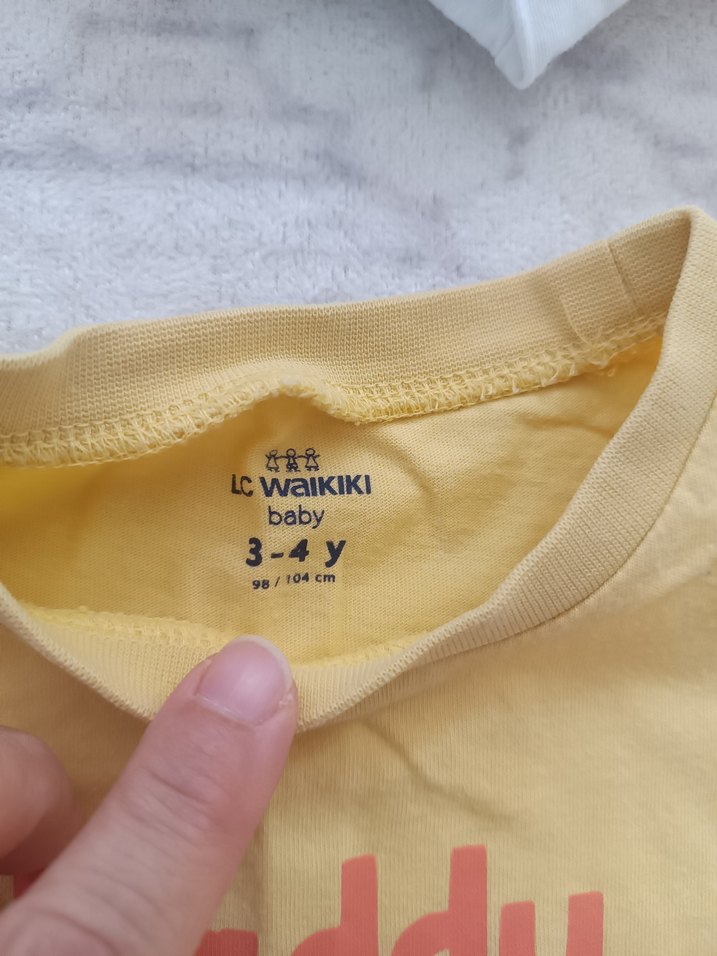 LC WAIKIKI
baby
3-4 y
98 / 104 cm